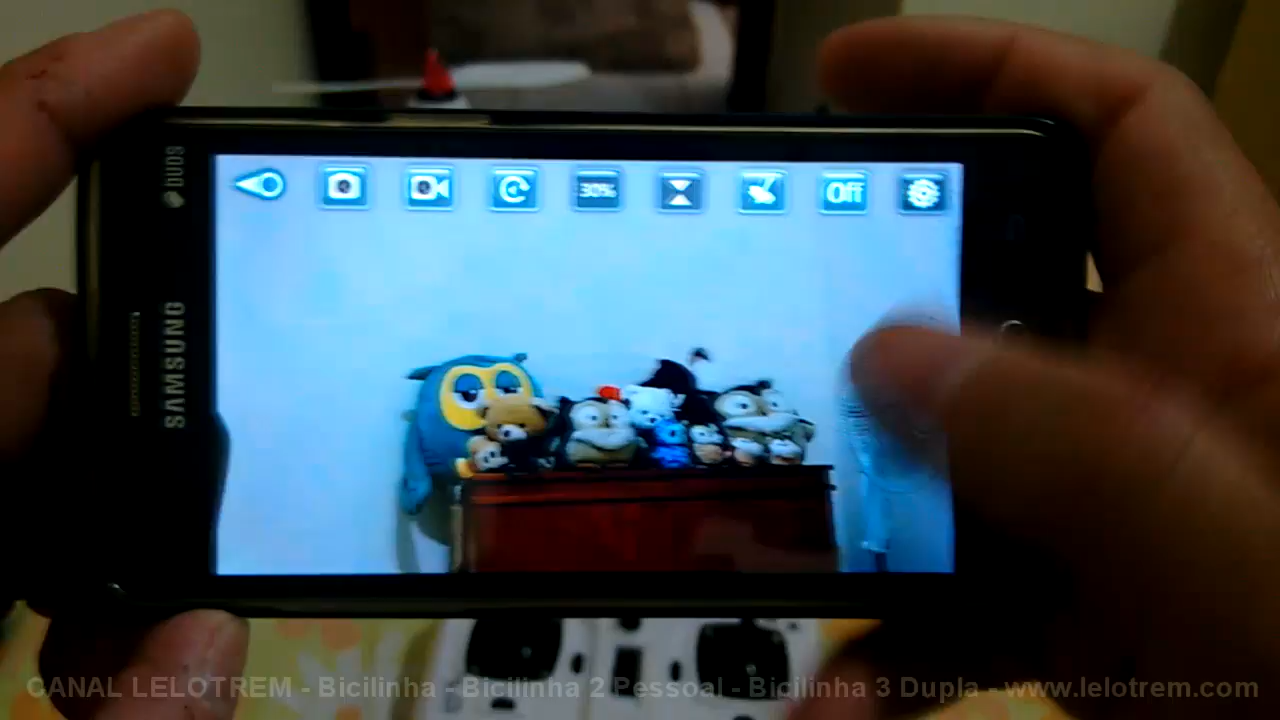 DUOS
SAMSUNG
30%
Off
CANAL LELOTREM - Bicilinha - Bicilinha 2 Pessoal - Bicilinha 3 Dupla - www.lelotrem.com